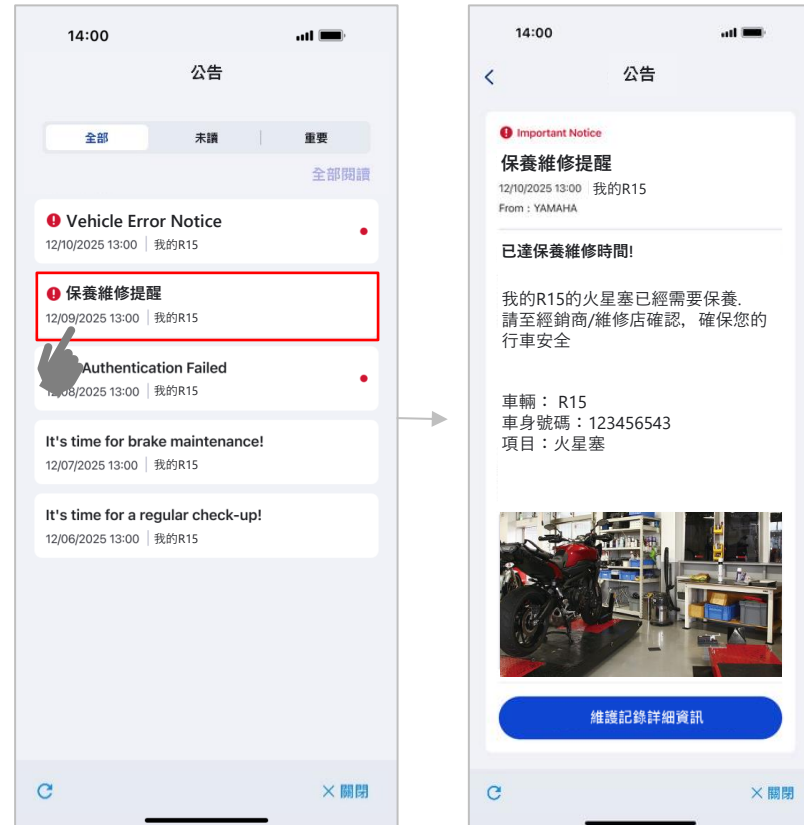 14:00
公告
全部 未讀 重要
全部閱讀
Vehicle Error Notice
12/10/2025 13:00 我的R15
保養維修提醒
12/09/2025 13:00 我的R15
Authentication Failed
/2025 13:00 我的R15
It's time for brake maintenance!
12/07/2025 13:00 我的R15
It's time for a regular check-up!
12/06/2025 13:00 我的R15
關閉
14:00
公告
Important Notice
保養維修提醒
12/10/2025 13:00 我的R15
From : YAMAHA
已達保養維修時間!
我的R15的火星塞已經需要保養.
請至經銷商/維修店確認，確保您的
行車安全
車輛： R15
車身號碼：123456543
項目：火星塞
維護記錄詳細資訊
關閉